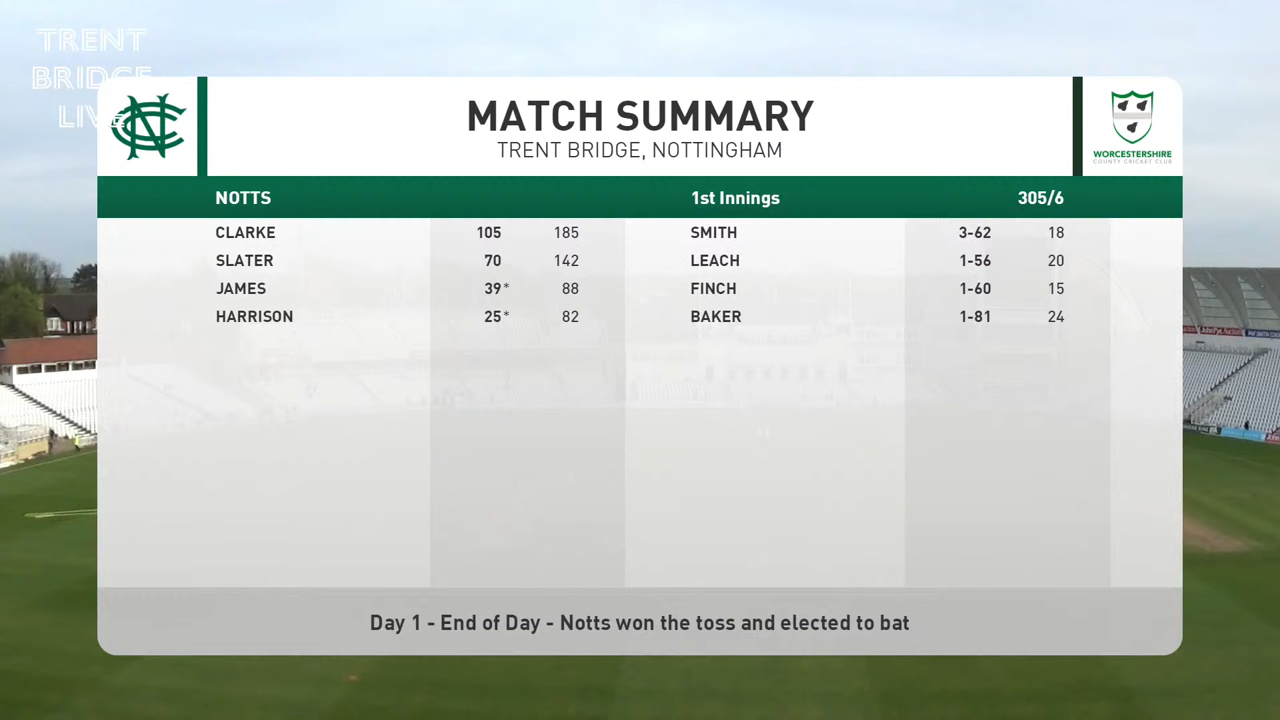 TRENT
BRIDGE
LIVE
MATCH SUMMARY
TRENT BRIDGE, NOTTINGHAM
WORCESTERSHIRE
COUNTY CRICKET CLUB
NOTTS 1st Innings 305/6
CLARKE 105 185 SMITH 3-62 18
SLATER 70 142 LEACH 1-56 20
JAMES 39* 88 FINCH 1-60 15
HARRISON 25* 82 BAKER 1-81 24
Day 1 - End of Day - Notts won the toss and elected to bat